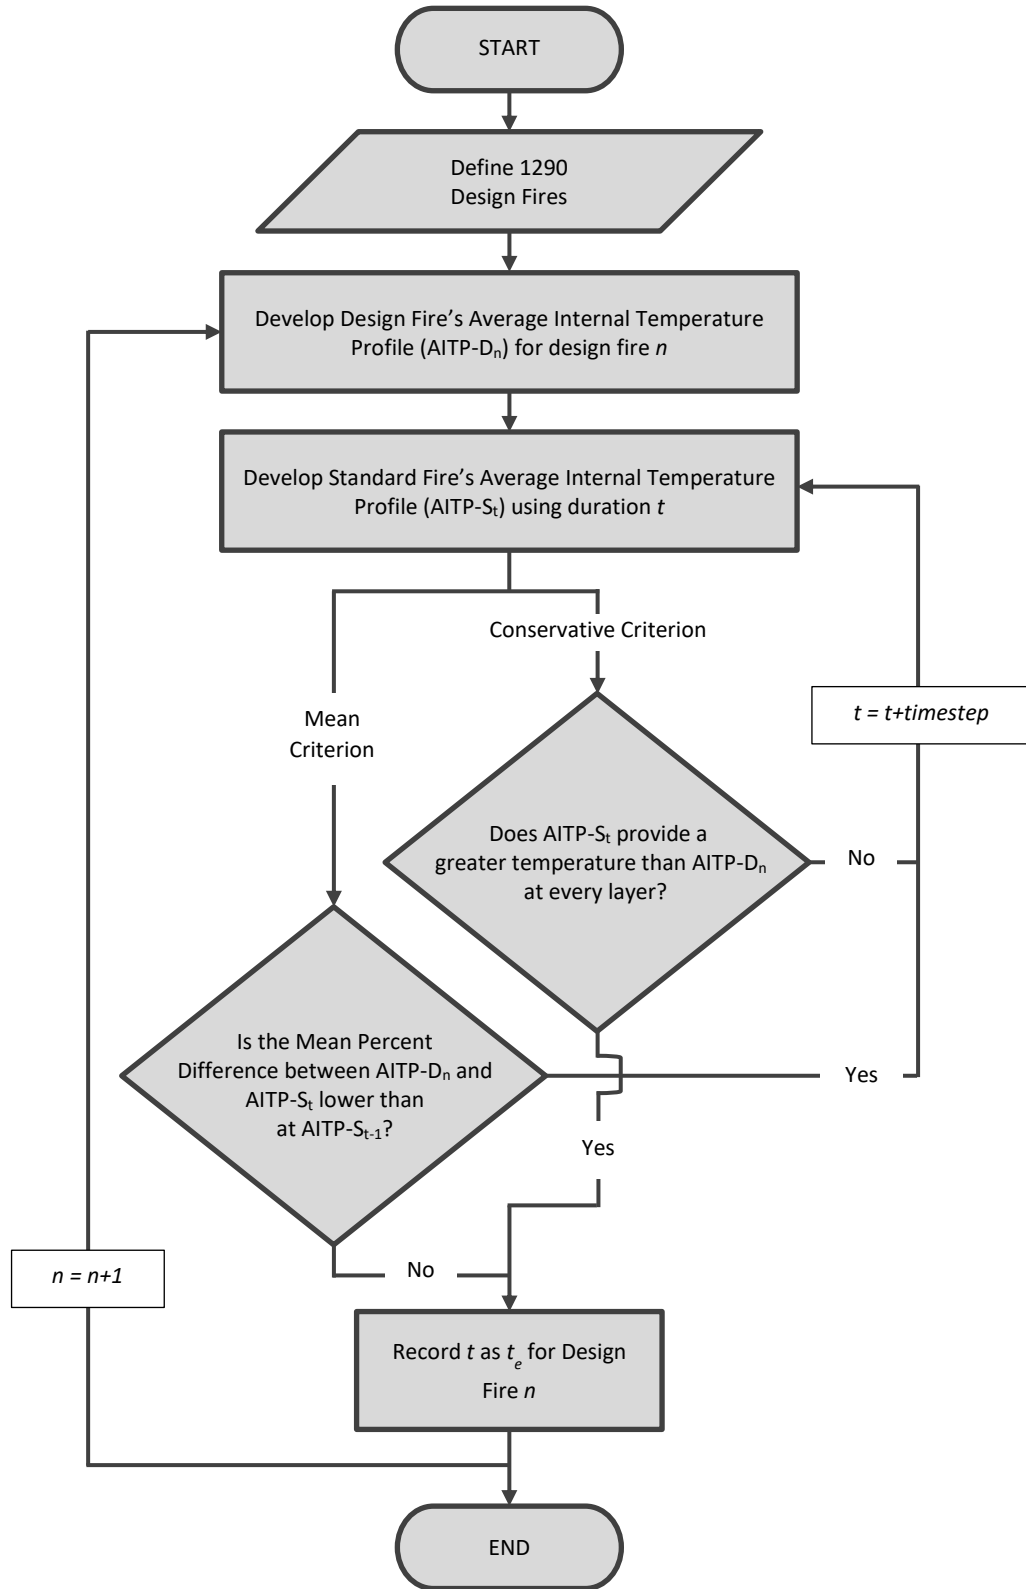 START
Define 1290
Design Fires
Develop Design Fire’s Average Internal Temperature
Profile (AITP-Dn) for design fire n
Develop Standard Fire’s Average Internal Temperature
Profile (AITP-St) using duration t
Conservative Criterion
Mean
Criterion
t = t+timestep
Does AITP-St provide a
greater temperature than AITP-Dn
at every layer?
No
Is the Mean Percent
Difference between AITP-Dn and
AITP-St lower than
at AITP-St-1?
Yes
Yes
No
n = n+1
Record t as te for Design
Fire n
END